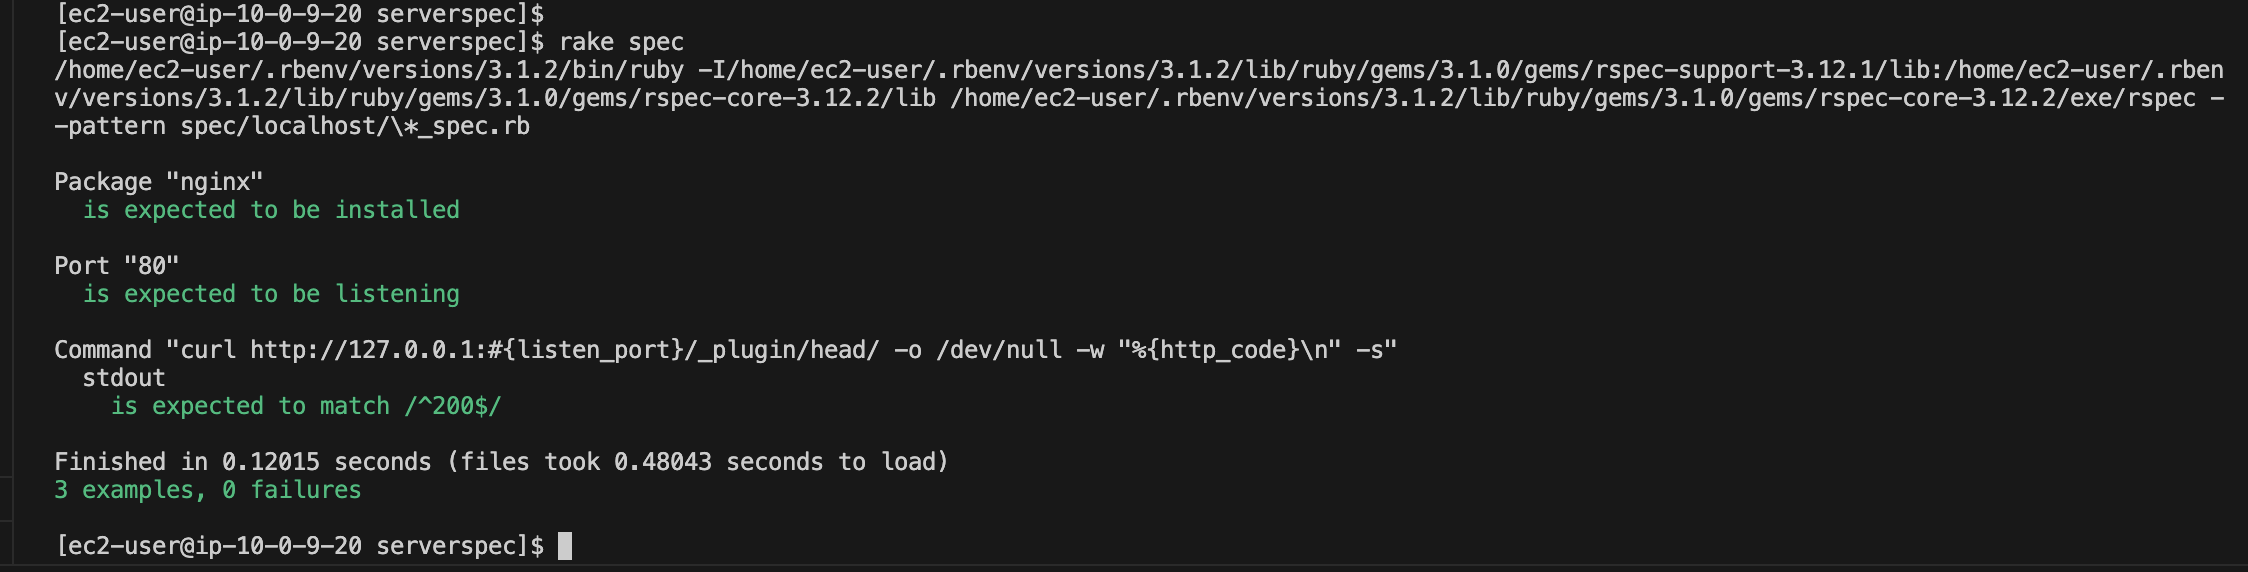 [ec2-user@ip-10-0-9-20 serverspec]$
[ec2-user@ip-10-0-9-20 serverspec]$ rake spec
/home/ec2-user/.rbenv/versions/3.1.2/bin/ruby -I/home/ec2-user/.rbenv/versions/3.1.2/lib/ruby/gems/3.1.0/gems/rspec-support-3.12.1/lib:/home/ec2-user/.rben
v/versions/3.1.2/lib/ruby/gems/3.1.0/gems/rspec-core-3.12.2/lib /home/ec2-user/.rbenv/versions/3.1.2/lib/ruby/gems/3.1.0/gems/rspec-core-3.12.2/exe/rspec -
-pattern spec/localhost/\*_spec.rb
Package "nginx"
  is expected to be installed
Port "80"
  is expected to be listening
Command "curl http://127.0.0.1:#{listen_port}/_plugin/head/ -o /dev/null -w "%{http_code}\n" -s"
  stdout
    is expected to match /^200$/
Finished in 0.12015 seconds (files took 0.48043 seconds to load)
3 examples, 0 failures
[ec2-user@ip-10-0-9-20 serverspec]$